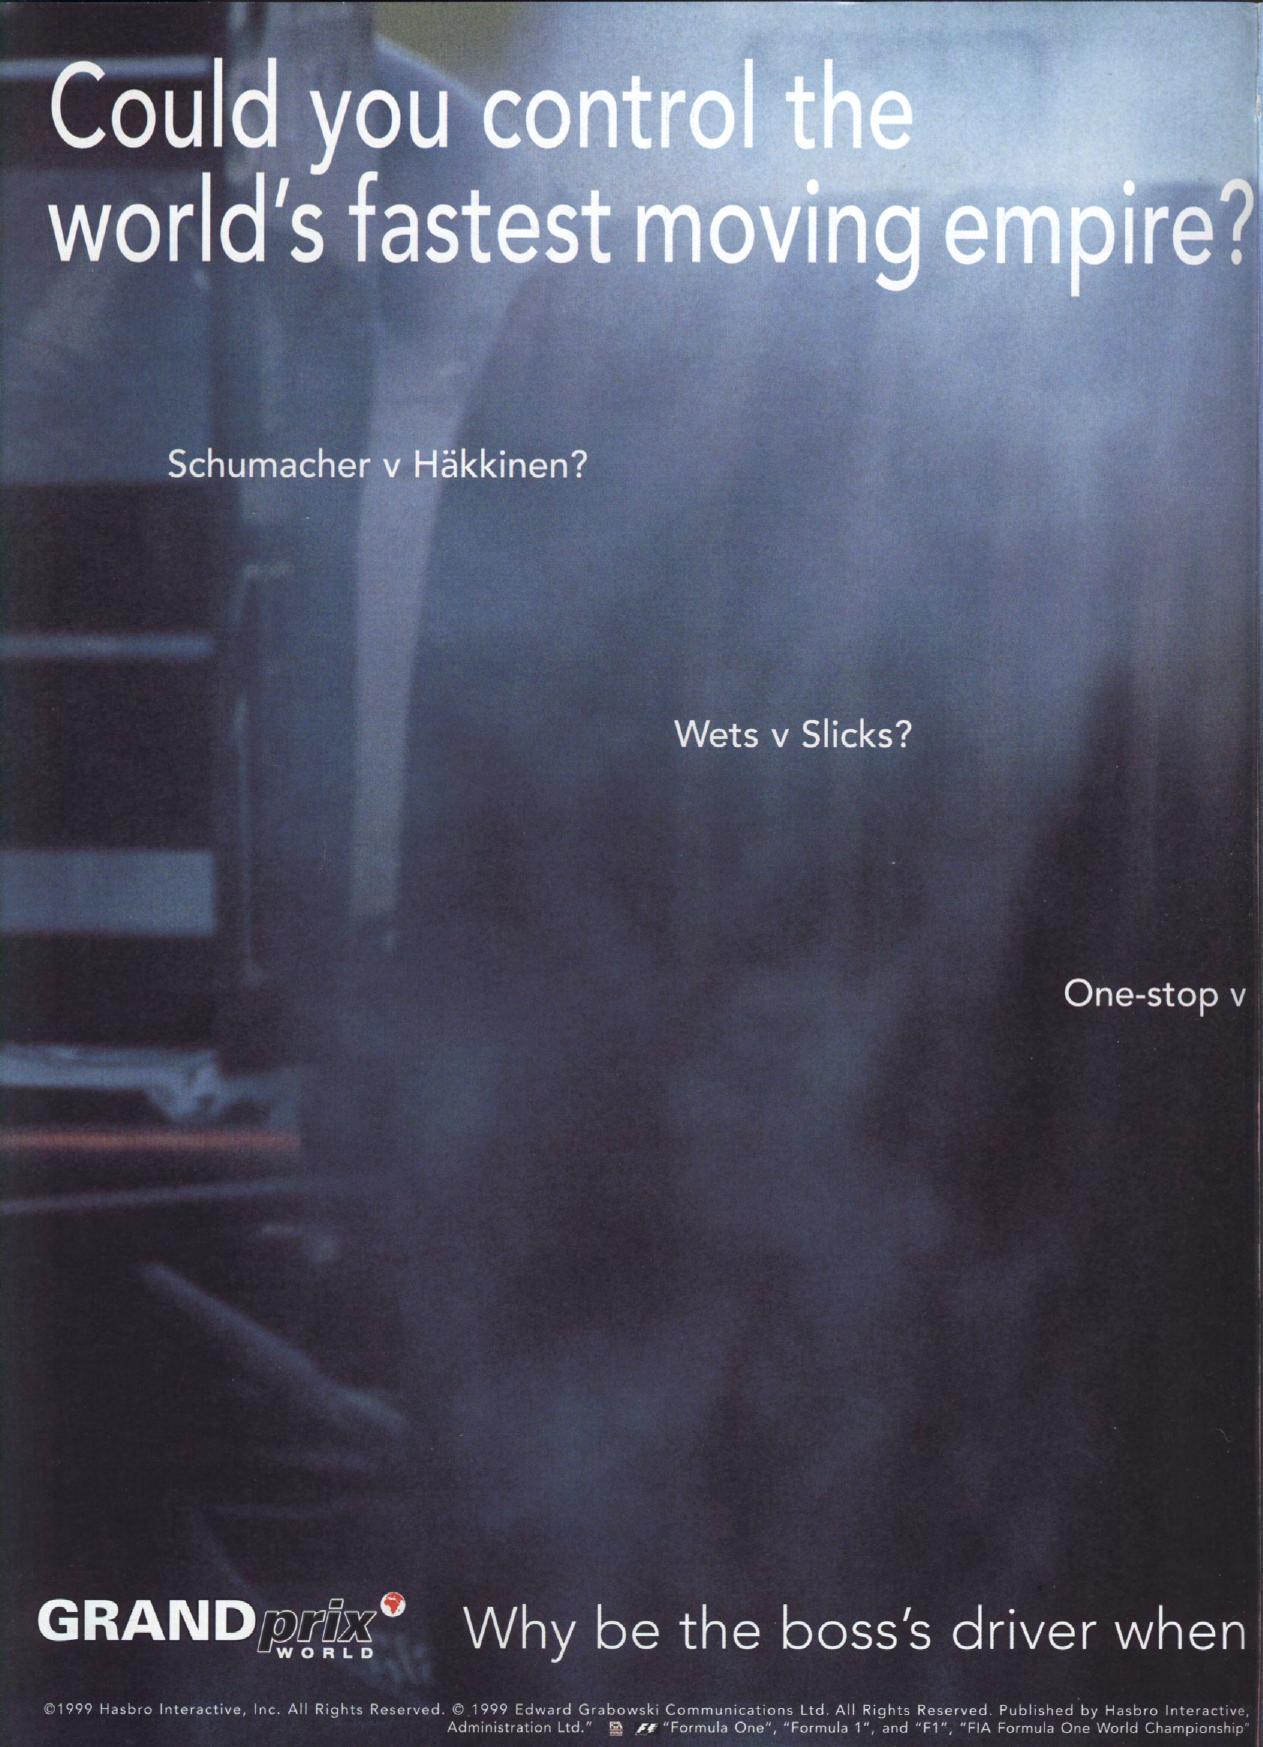 Could you control the
world's fastest moving empire?
Schumacher v Häkkinen?
Wets v Slicks?
One-stop v
GRANDprix
WORLD
Why be the boss's driver when
©1999 Hasbro Interactive, Inc. All Rights Reserved. © 1999 Edward Grabowski Communications Ltd. All Rights Reserved. Published by Hasbro Interactive,
Administration Ltd." "Formula One", "Formula 1", and "F1", "FIA Formula One World Championship"